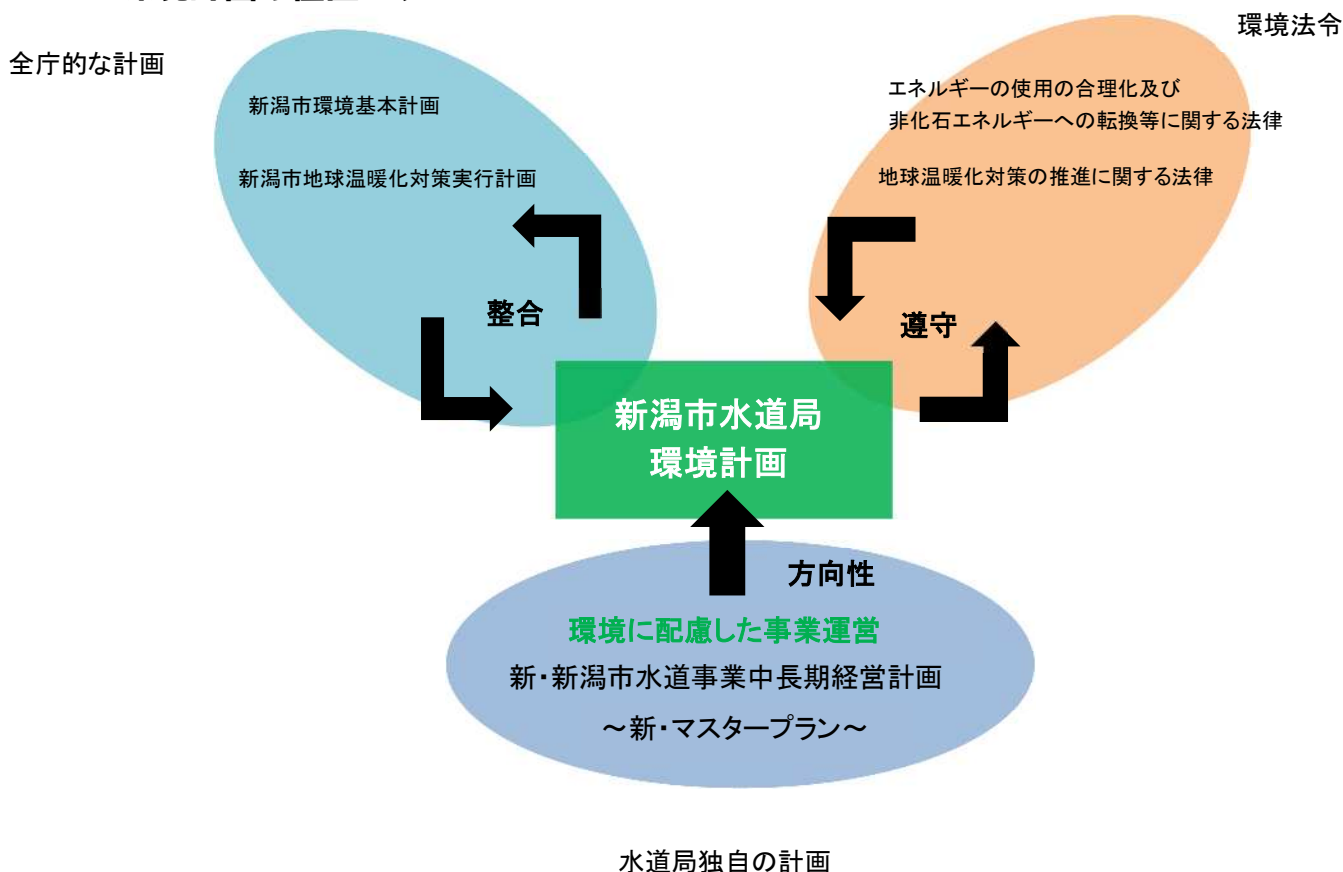 全庁的な計画
環境法令
新潟市環境基本計画
新潟市地球温暖化対策実行計画
エネルギーの使用の合理化及び
非化石エネルギーへの転換等に関する法律
地球温暖化対策の推進に関する法律
整合
遵守
新潟市水道局
環境計画
方向性
環境に配慮した事業運営
新・新潟市水道事業中長期経営計画
～新・マスタープラン～
水道局独自の計画